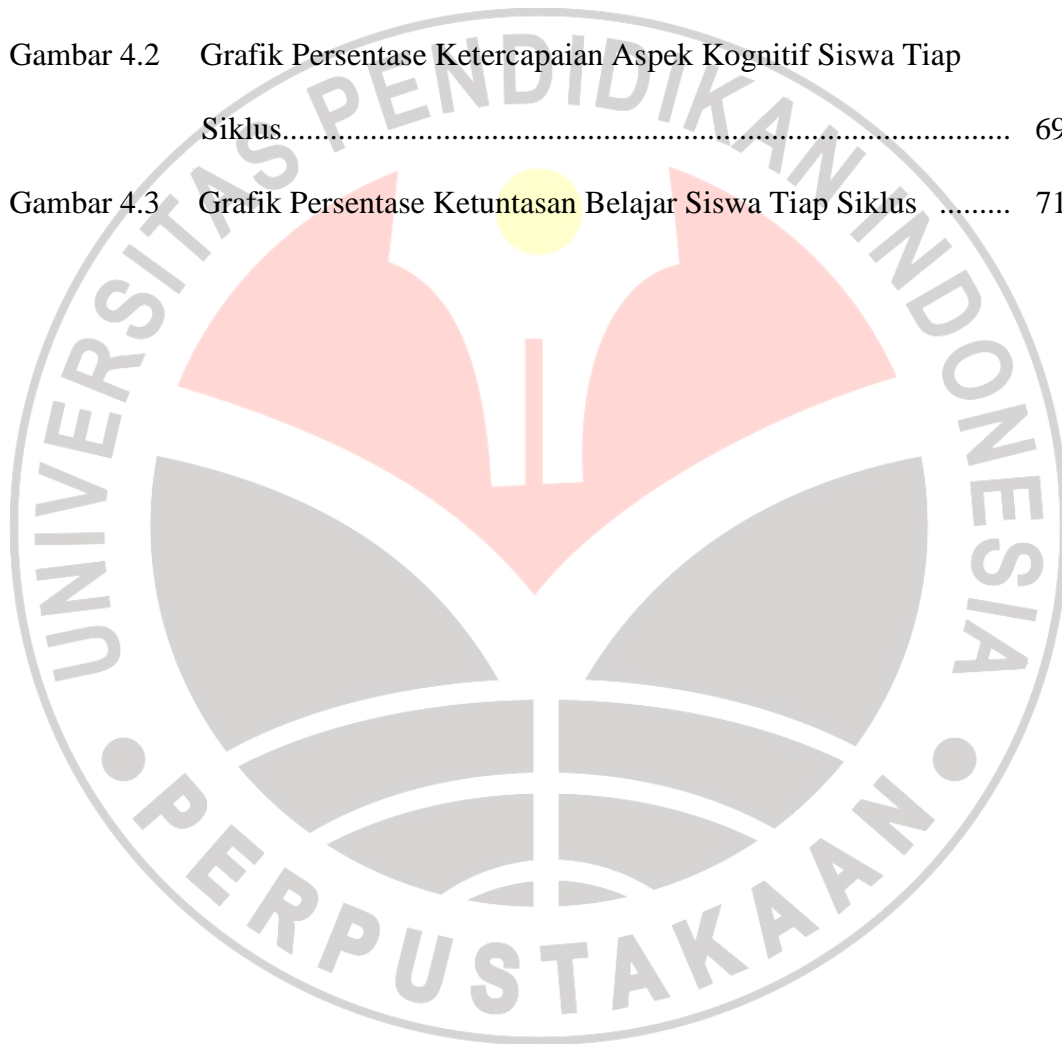 Gambar 4.2 Grafik Persentase Ketercapaian Aspek Kognitif Siswa Tiap
Siklus................................................................................... 69
Gambar 4.3 Grafik Persentase Ketuntasan Belajar Siswa Tiap Siklus ......... 71
UNIVERSITAS PENDIDIKAN INDONESIA
PERPUSTAKAAN